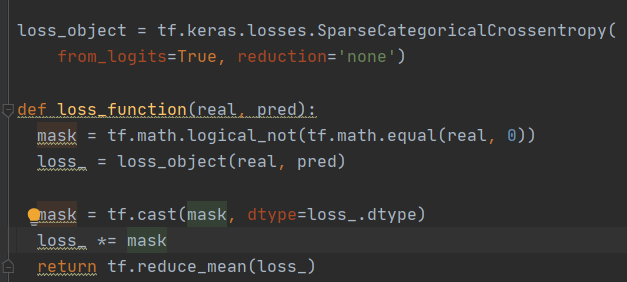 loss_object = tf.keras.losses.SparseCategoricalCrossentropy(
    from_logits=True, reduction='none')
def loss_function(real, pred):
  mask = tf.math.logical_not(tf.math.equal(real, 0))
  loss_ = loss_object(real, pred)
  mask = tf.cast(mask, dtype=loss_.dtype)
  loss_ *= mask
  return tf.reduce_mean(loss_)